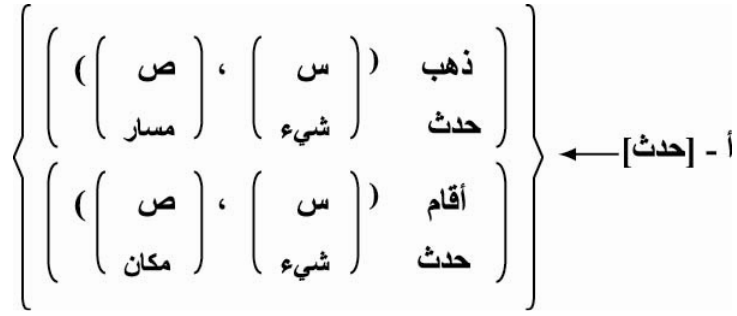 ذهب ( س ، ص )
حدث شيء مسار
أ - [حدث] ←
أقام ( س ، ص )
حدث شيء مكان